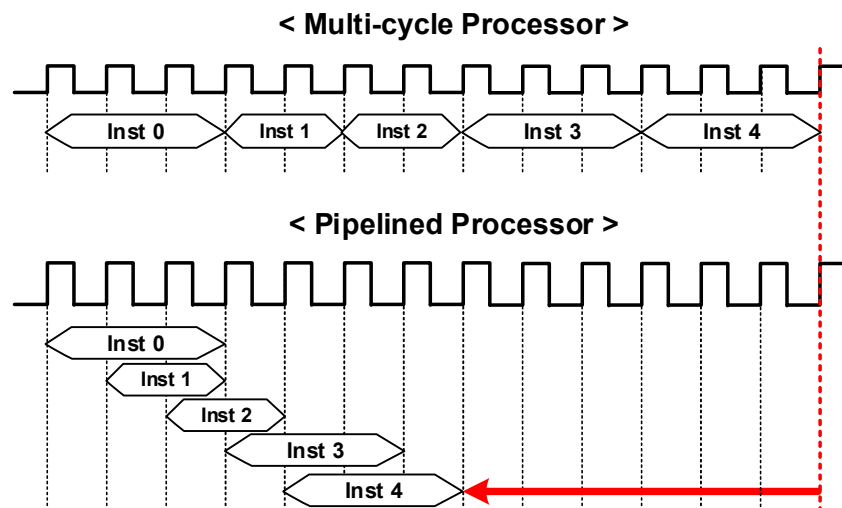 < Multi-cycle Processor >
Inst 0 Inst 1 Inst 2 Inst 3 Inst 4
< Pipelined Processor >
Inst 0
Inst 1
Inst 2
Inst 3
Inst 4